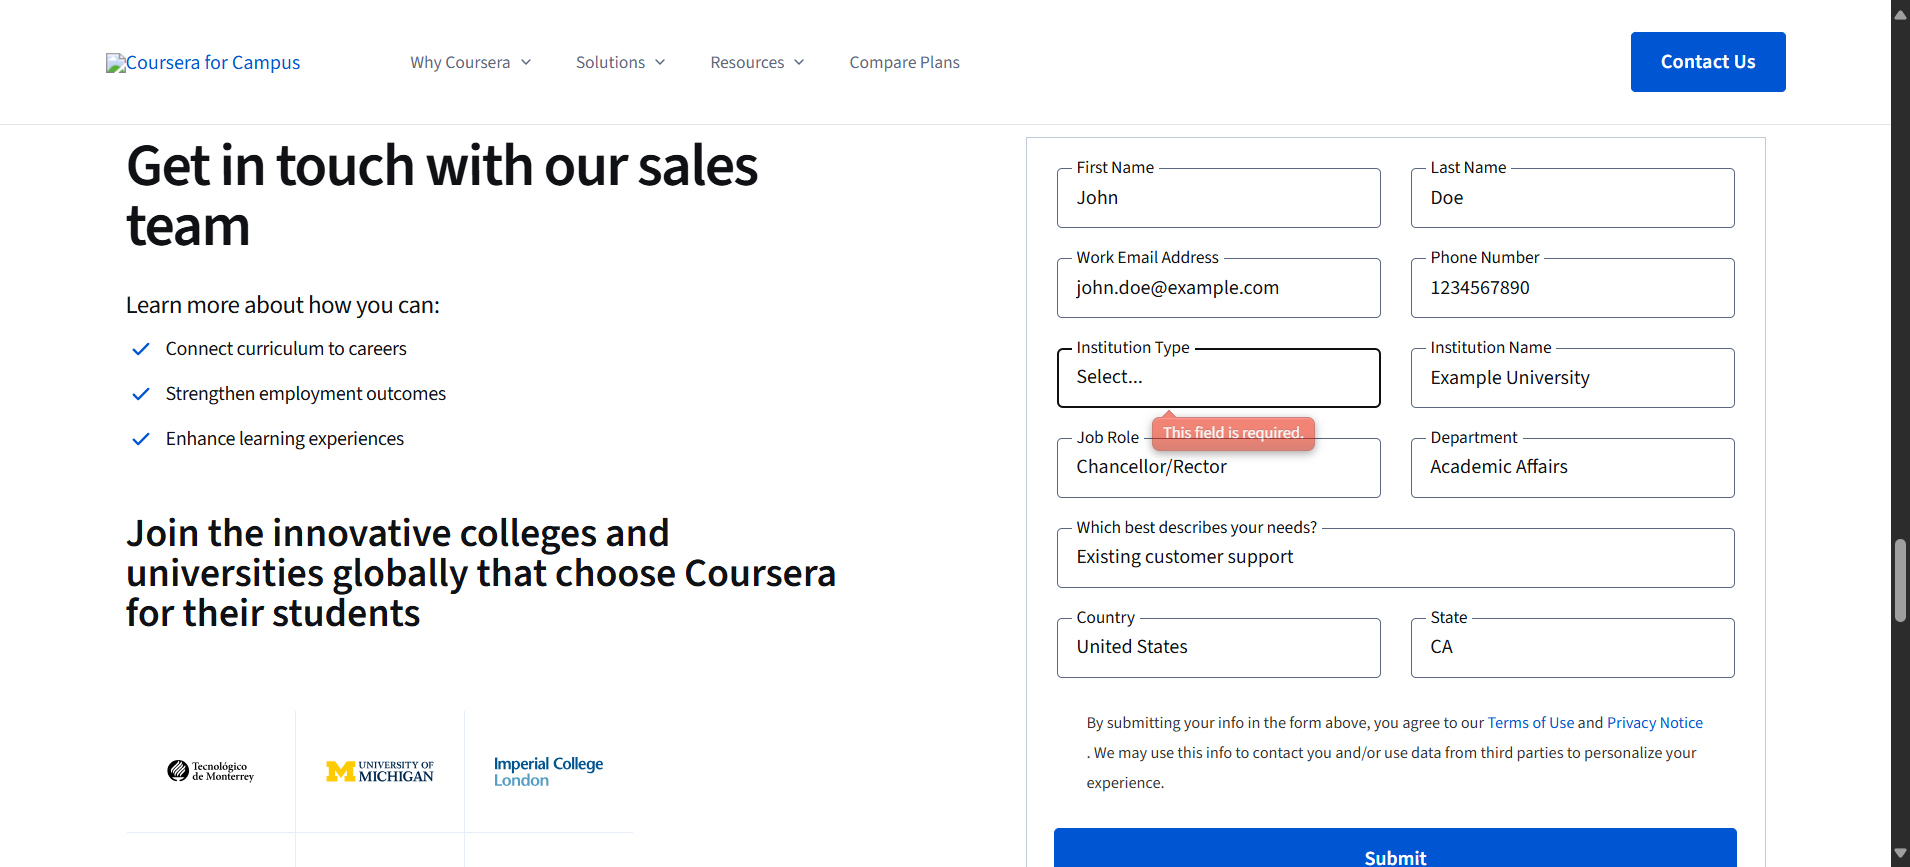 Coursera for Campus
Why Coursera
Solutions
Resources
Compare Plans
Contact Us
Get in touch with our sales
team
Learn more about how you can:
Connect curriculum to careers
Strengthen employment outcomes
Enhance learning experiences
Join the innovative colleges and
universities globally that choose Coursera
for their students
Tecnológico
de Monterrey
M UNIVERSITY OF
MICHIGAN
Imperial College
London
First Name
John
Last Name
Doe
Work Email Address
john.doe@example.com
Phone Number
1234567890
Institution Type
Select...
This field is required.
Institution Name
Example University
Job Role
Chancellor/Rector
Department
Academic Affairs
Which best describes your needs?
Existing customer support
Country
United States
State
CA
By submitting your info in the form above, you agree to our Terms of Use and Privacy Notice
. We may use this info to contact you and/or use data from third parties to personalize your
experience.
Submit